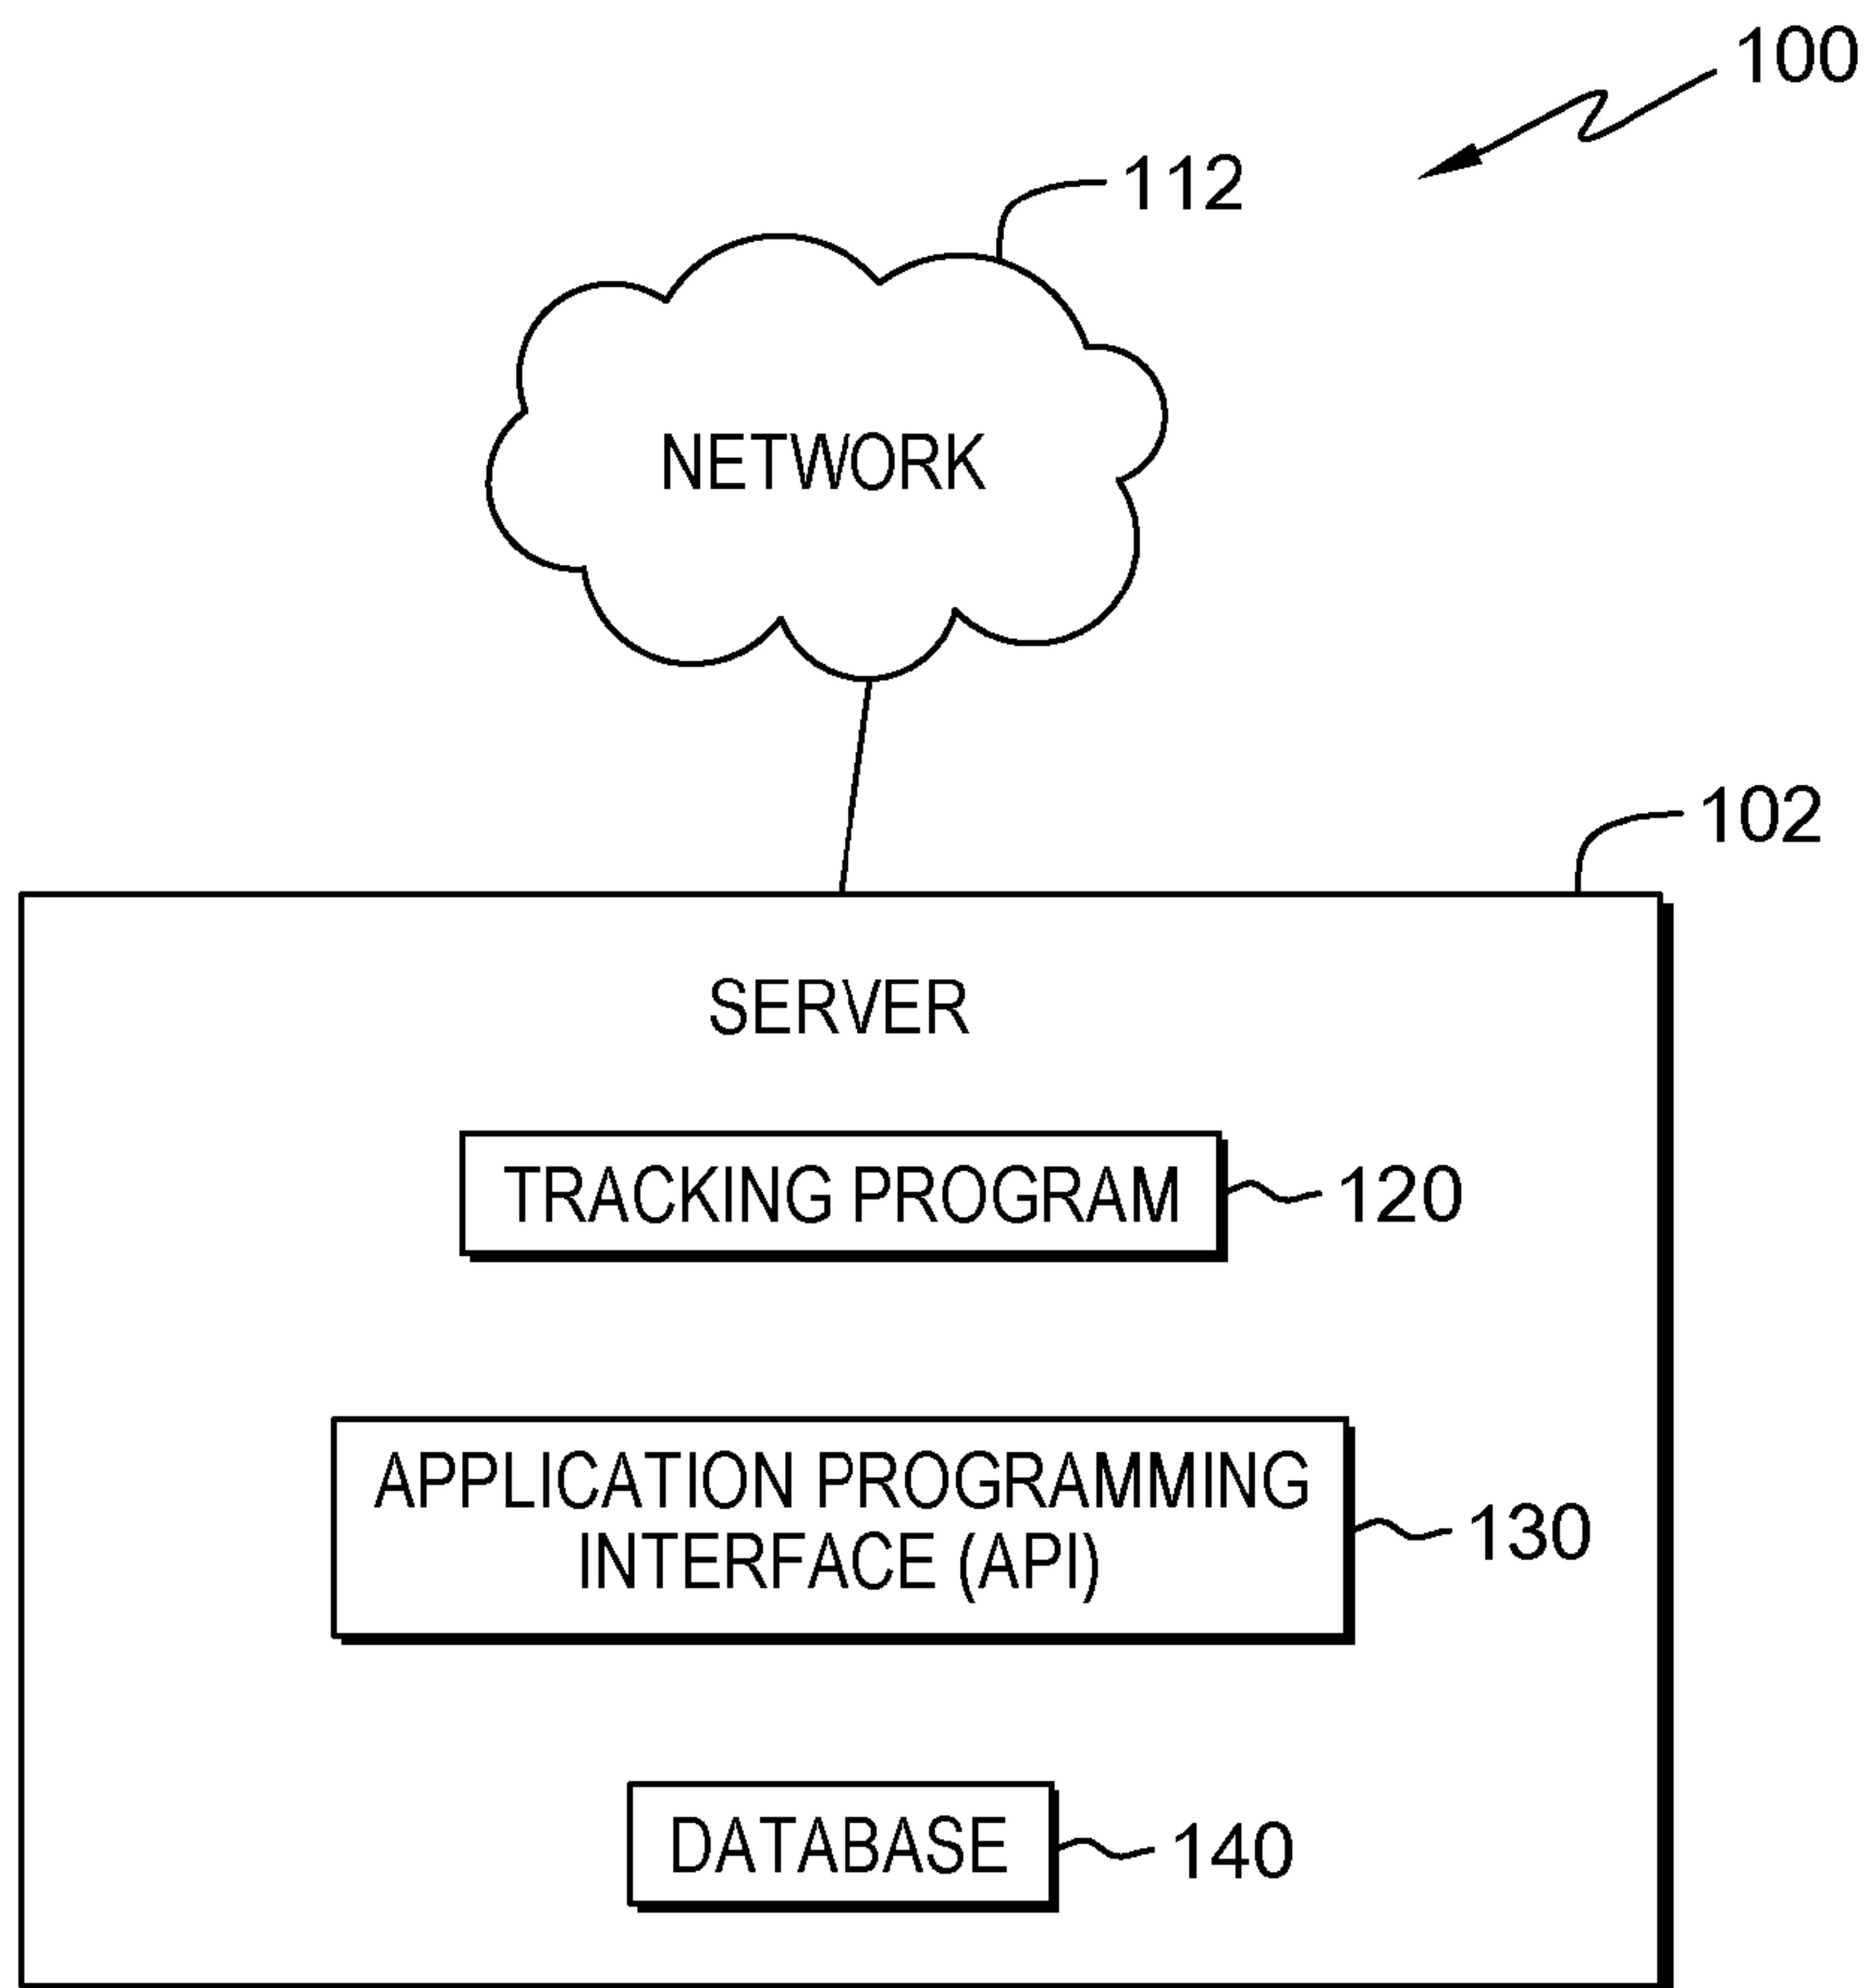 100
112
NETWORK
102
SERVER
TRACKING PROGRAM
120
APPLICATION PROGRAMMING
INTERFACE (API)
130
DATABASE
140